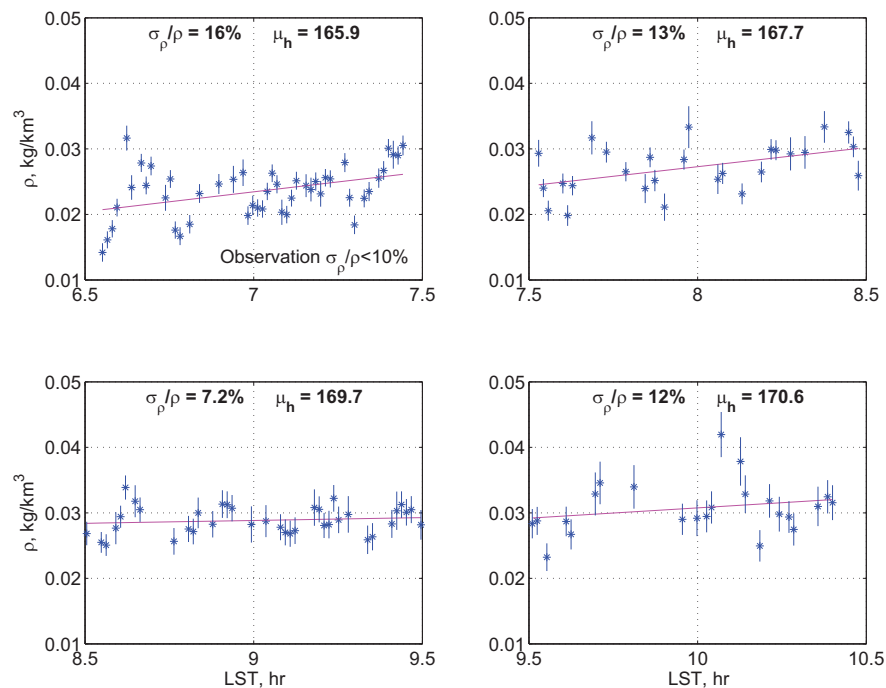 σρ/ρ = 16% μh = 165.9
0.05
0.04
0.03
0.02
0.01
ρ, kg/km3
Observation σρ/ρ<10%
6.5 7 7.5
σρ/ρ = 13% μh = 167.7
0.05
0.04
0.03
0.02
0.01
7.5 8 8.5
σρ/ρ = 7.2% μh = 169.7
0.05
0.04
0.03
0.02
0.01
ρ, kg/km3
8.5 9 9.5
LST, hr
σρ/ρ = 12% μh = 170.6
0.05
0.04
0.03
0.02
0.01
9.5 10 10.5
LST, hr